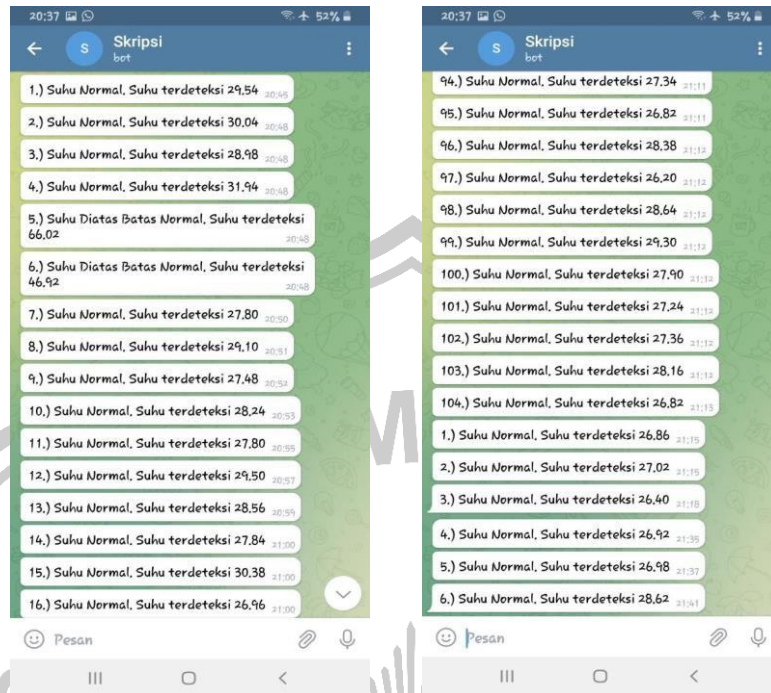 20:37
52%
S
Skripsi
bot
1.) Suhu Normal, Suhu terdeteksi 29.54 20:45
2.) Suhu Normal, Suhu terdeteksi 30.04 20:48
3.) Suhu Normal, Suhu terdeteksi 28.98 20:48
4.) Suhu Normal, Suhu terdeteksi 31.94 20:48
5.) Suhu Diatas Batas Normal, Suhu terdeteksi
66.02 20:48
6.) Suhu Diatas Batas Normal, Suhu terdeteksi
46.92 20:48
7.) Suhu Normal, Suhu terdeteksi 27.80 20:50
8.) Suhu Normal, Suhu terdeteksi 29.10 20:51
9.) Suhu Normal, Suhu terdeteksi 27.48 20:52
10.) Suhu Normal, Suhu terdeteksi 28.24 20:53
11.) Suhu Normal, Suhu terdeteksi 27.80 20:55
12.) Suhu Normal, Suhu terdeteksi 29.50 20:57
13.) Suhu Normal, Suhu terdeteksi 28.56 20:59
14.) Suhu Normal, Suhu terdeteksi 27.84 21:00
15.) Suhu Normal, Suhu terdeteksi 30.38 21:00
16.) Suhu Normal, Suhu terdeteksi 26.96 21:00
Pesan
20:37
52%
S
Skripsi
bot
94.) Suhu Normal, Suhu terdeteksi 27.34 21:11
95.) Suhu Normal, Suhu terdeteksi 26.82 21:11
96.) Suhu Normal, Suhu terdeteksi 28.38 21:12
97.) Suhu Normal, Suhu terdeteksi 26.20 21:12
98.) Suhu Normal, Suhu terdeteksi 28.64 21:12
99.) Suhu Normal, Suhu terdeteksi 29.30 21:12
100.) Suhu Normal, Suhu terdeteksi 27.90 21:12
101.) Suhu Normal, Suhu terdeteksi 27.24 21:12
102.) Suhu Normal, Suhu terdeteksi 27.36 21:12
103.) Suhu Normal, Suhu terdeteksi 28.16 21:12
104.) Suhu Normal, Suhu terdeteksi 26.82 21:13
1.) Suhu Normal, Suhu terdeteksi 26.86 21:15
2.) Suhu Normal, Suhu terdeteksi 27.02 21:15
3.) Suhu Normal, Suhu terdeteksi 26.40 21:18
4.) Suhu Normal, Suhu terdeteksi 26.92 21:35
5.) Suhu Normal, Suhu terdeteksi 26.98 21:37
6.) Suhu Normal, Suhu terdeteksi 28.62 21:41
Pesan